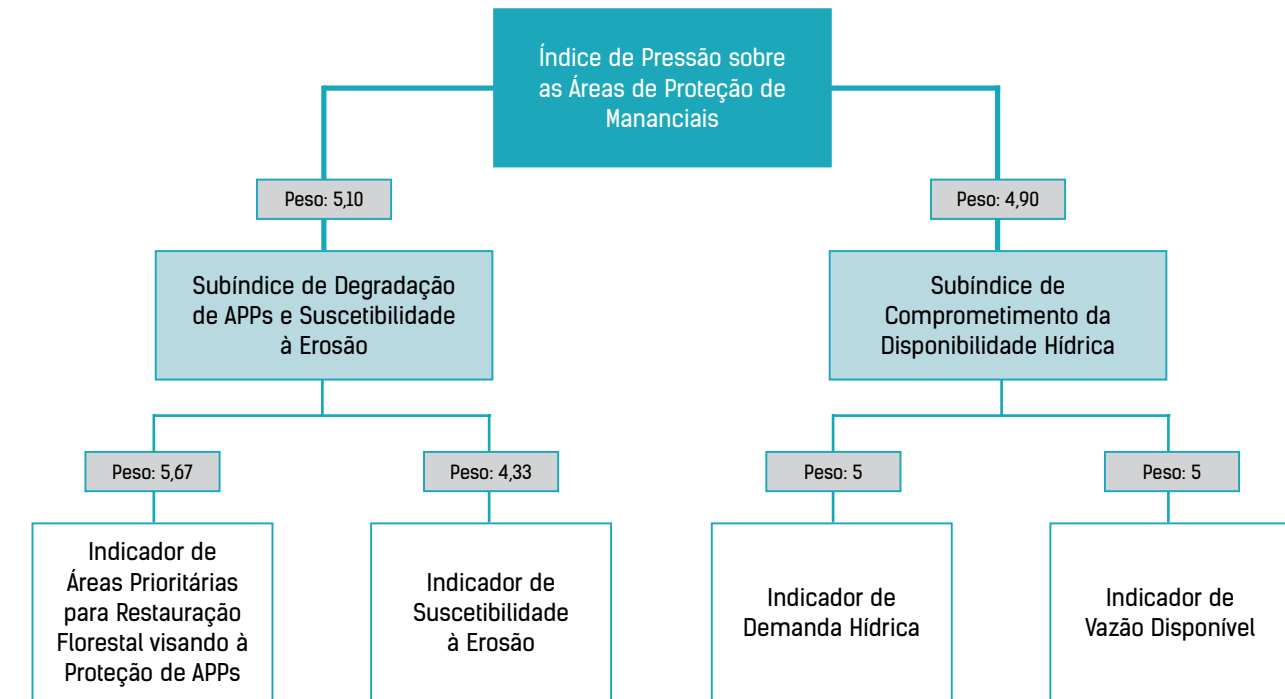 Índice de Pressão sobre
as Áreas de Proteção de
Mananciais
Peso: 5,10
Peso: 4,90
Subíndice de Degradação
de APPs e Suscetibilidade
à Erosão
Subíndice de
Comprometimento da
Disponibilidade Hídrica
Peso: 5,67
Peso: 4,33
Peso: 5
Peso: 5
Indicador de
Áreas Prioritárias
para Restauração
Florestal visando à
Proteção de APPs
Indicador de
Suscetibilidade
à Erosão
Indicador de
Demanda Hídrica
Indicador de
Vazão Disponível